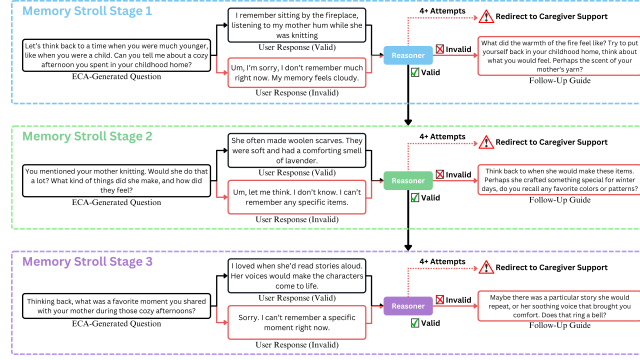 Memory Stroll Stage 1
Let's think back to a time when you were much younger,
like when you were a child. Can you tell me about a cozy
afternoon you spent in your childhood home?
ECA-Generated Question
I remember sitting by the fireplace,
listening to my mother hum while she
was knitting
User Response (Valid)
Um, I'm sorry, I don't remember much
right now. My memory feels cloudy.
User Response (Invalid)
Reasoner
4+ Attempts
Redirect to Caregiver Support
Invalid
Valid
What did the warmth of the fire feel like? Try to put
yourself back in your childhood home, think about
what you would feel. Perhaps the scent of your
mother's yarn?
Follow-Up Guide
Memory Stroll Stage 2
You mentioned your mother knitting. Would she do that
a lot? What kind of things did she make, and how did
they feel?
ECA-Generated Question
She often made woolen scarves. They
were soft and had a comforting smell
of lavender.
User Response (Valid)
Um, let me think. I don't know. I can't
remember any specific items.
User Response (Invalid)
Reasoner
4+ Attempts
Redirect to Caregiver Support
Invalid
Valid
Think back to when she would make these items.
Perhaps she crafted something special for winter
days, do you recall any favorite colors or patterns?
Follow-Up Guide
Memory Stroll Stage 3
Thinking back, what was a favorite moment you shared
with your mother during those cozy afternoons?
ECA-Generated Question
I loved when she'd read stories aloud.
Her voices would make the characters
come to life.
User Response (Valid)
Sorry. I can't remember a specific
moment right now.
User Response (Invalid)
Reasoner
4+ Attempts
Redirect to Caregiver Support
Invalid
Valid
Maybe there was a particular story she would
repeat, or her soothing voice that brought you
comfort. Does that ring a bell?
Follow-Up Guide